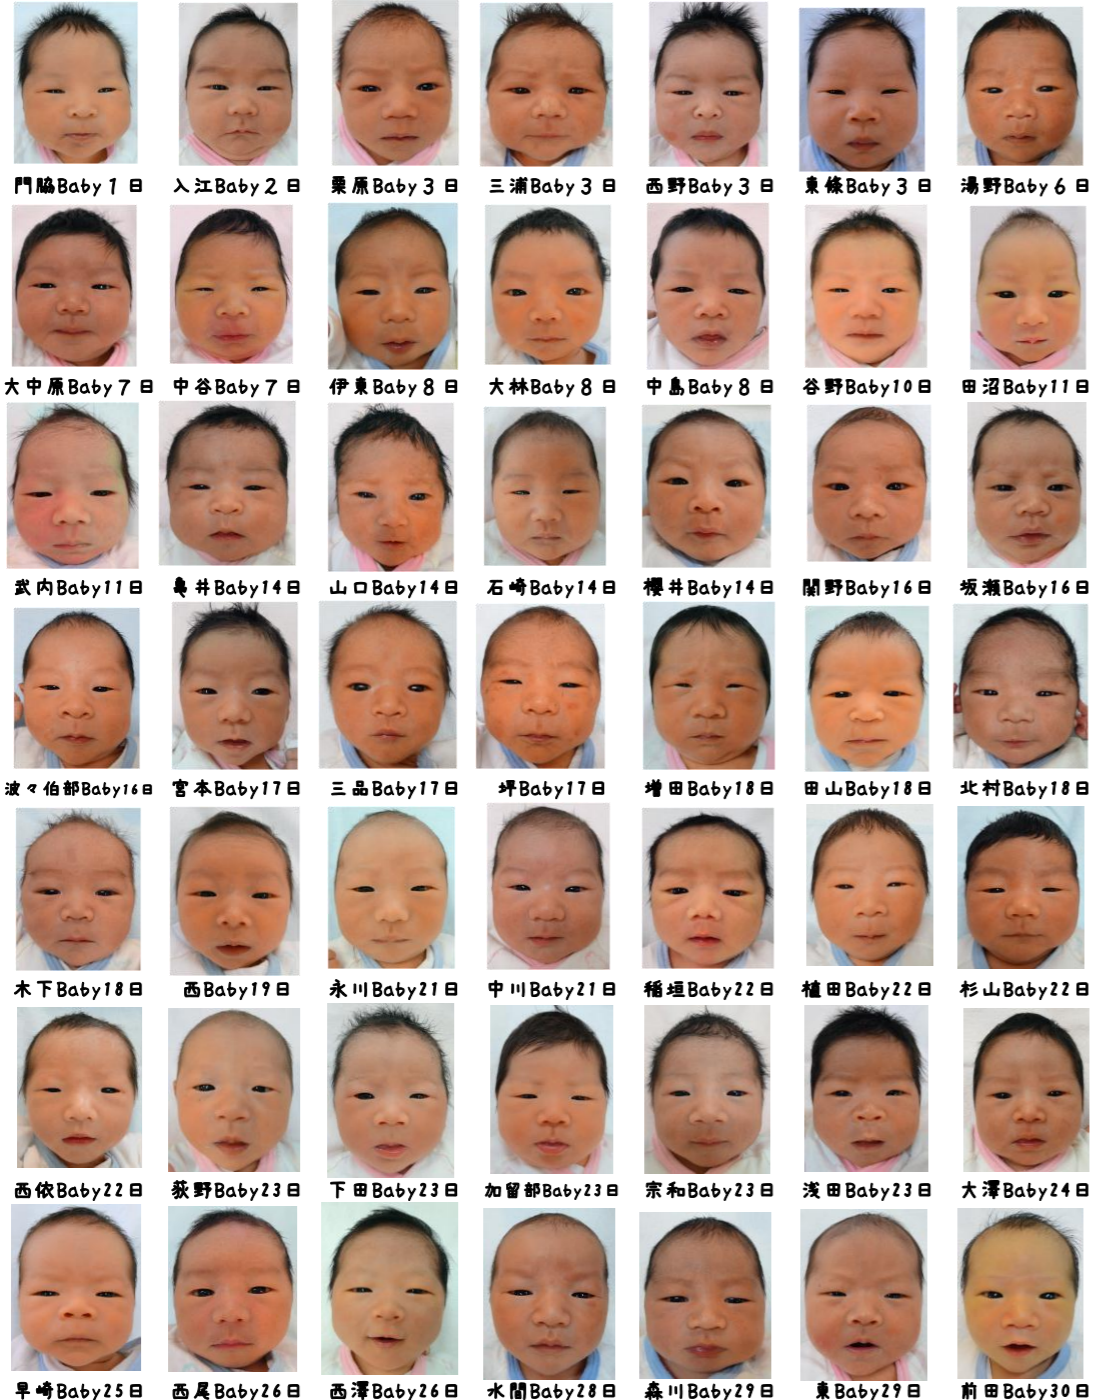 門脇Baby1日 入江Baby2日 栗原Baby3日 三浦Baby3日 西野Baby3日 東條Baby3日 湯野Baby6日
大中原Baby7日 中谷Baby7日 伊東Baby8日 大林Baby8日 中島Baby8日 谷野Baby10日 田沼Baby11日
武内Baby11日 亀井Baby14日 山口Baby14日 石崎Baby14日 櫻井Baby14日 関野Baby16日 坂瀬Baby16日
波々伯部Baby16日 宮本Baby17日 三品Baby17日 坪Baby17日 増田Baby18日 田山Baby18日 北村Baby18日
木下Baby18日 西Baby19日 永川Baby21日 中川Baby21日 稲垣Baby22日 植田Baby22日 杉山Baby22日
西依Baby22日 荻野Baby23日 下田Baby23日 加留部Baby23日 宗和Baby23日 浅田Baby23日 大澤Baby24日
早崎Baby25日 西尾Baby26日 西澤Baby26日 水間Baby28日 森川Baby29日 東Baby29日 前田Baby30日